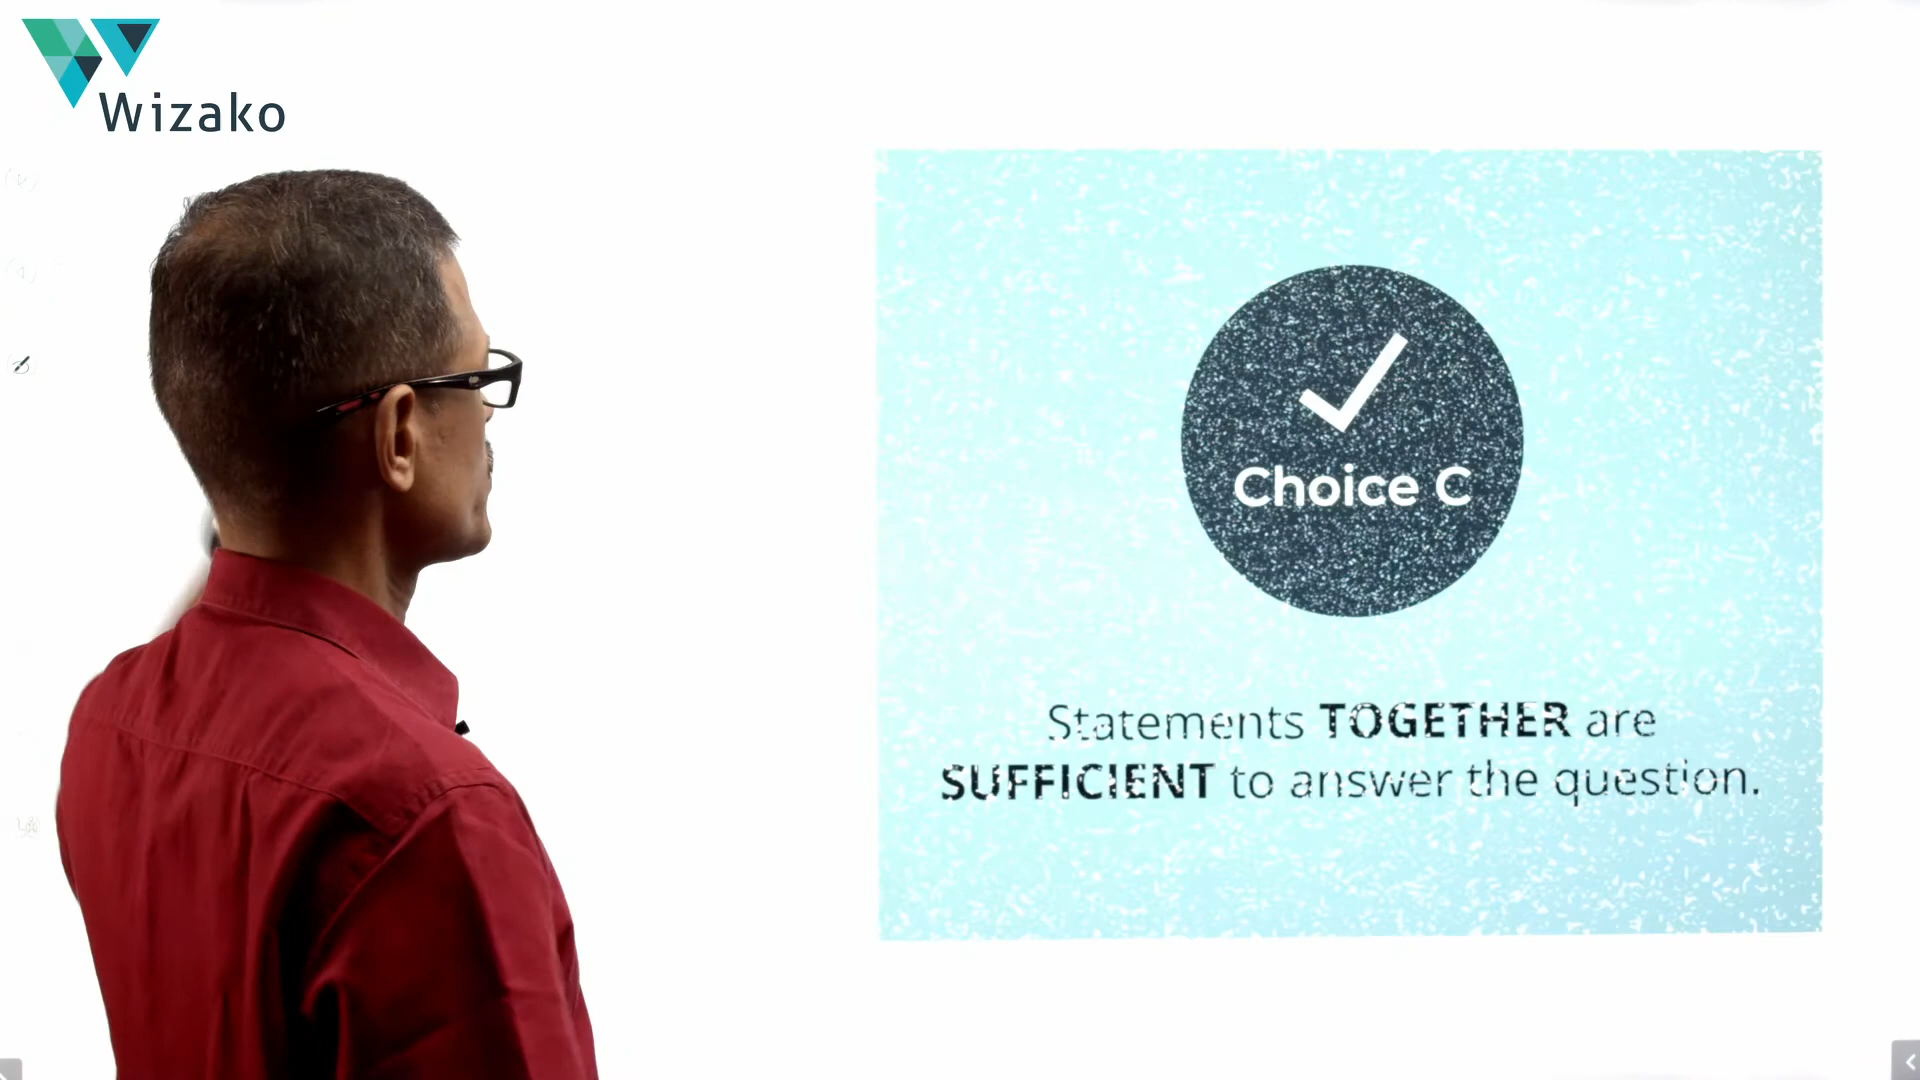 Wizako
Choice C
Statements TOGETHER are
SUFFICIENT to answer the question.